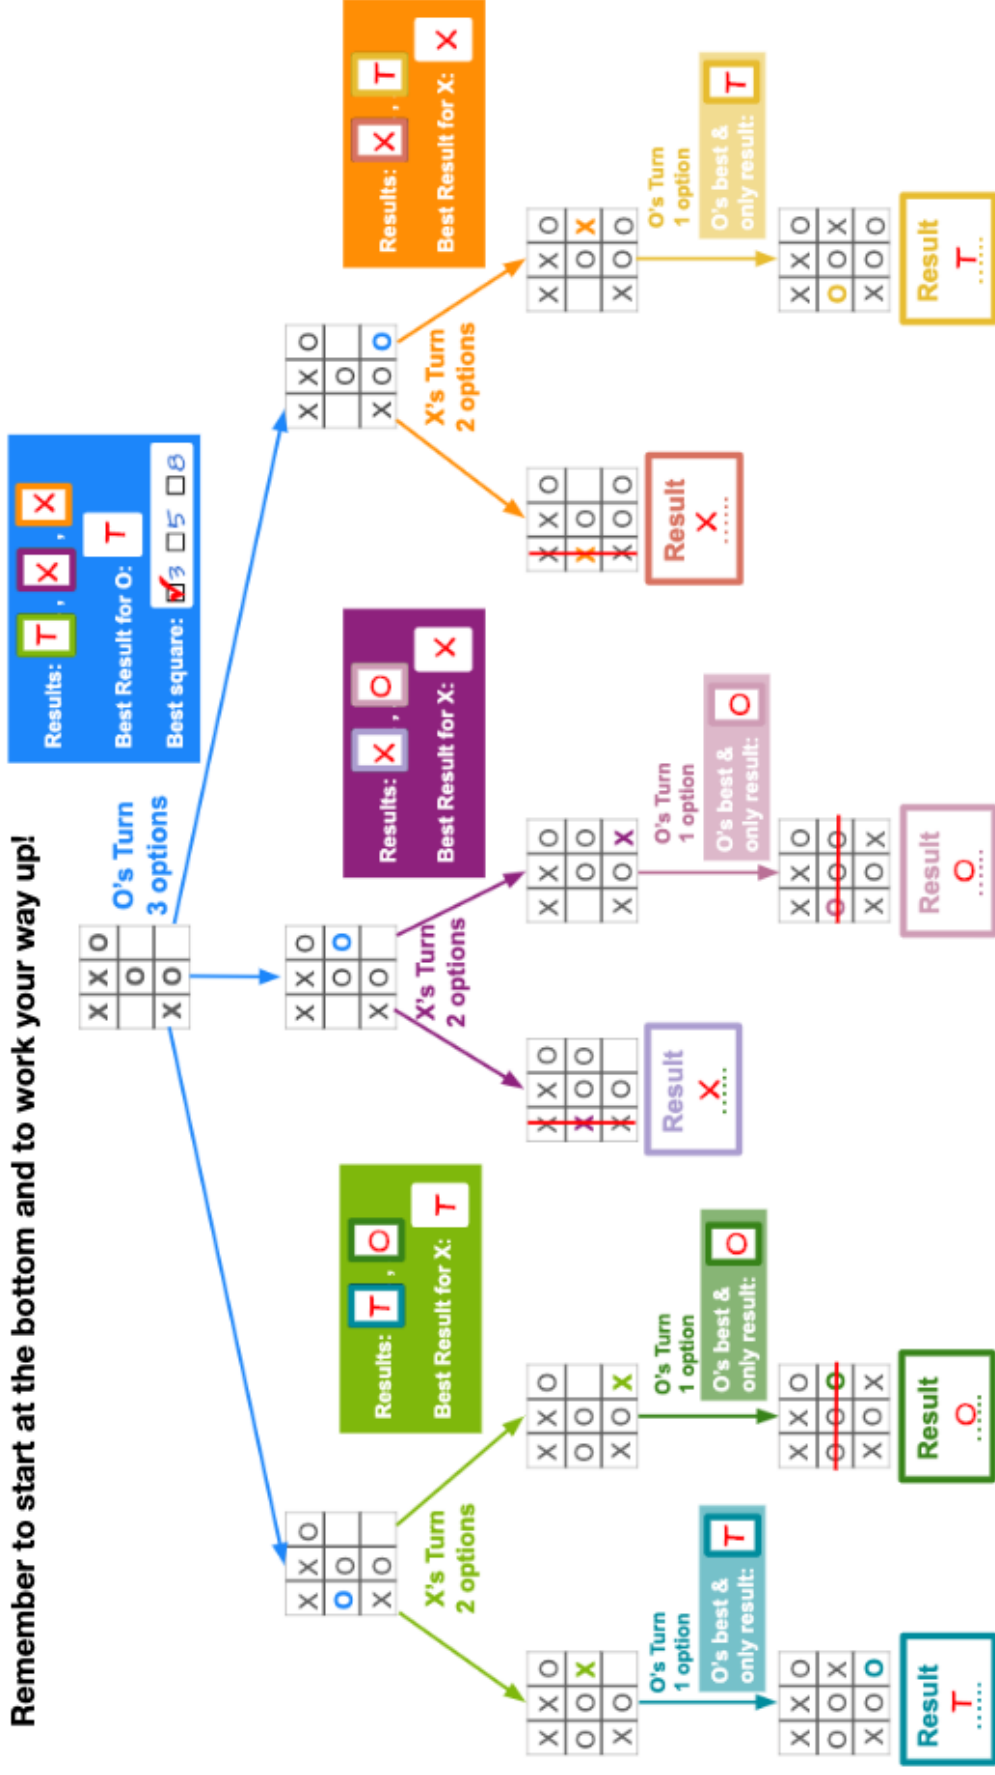 Remember to start at the bottom and to work your way up!
X X O
O
X O
O's Turn
3 options
Results: T , X , X
Best Result for O: T
Best square: ☑3 ☐5 ☐8
X X O
O O
X O
X's Turn
2 options
Results: T , O
Best Result for X: T
X X O
O O
X O
X's Turn
2 options
Results: X , O
Best Result for X: X
X X O
O
X O O
X's Turn
2 options
Results: X , T
Best Result for X: X
X X O
O O X
X O
O's Turn
1 option
O's best &
only result: T
X X O
O O X
X O O
Result
T
X X O
O O
X O X
O's Turn
1 option
O's best &
only result: O
X X O
O O O
X O X
Result
O
X X O
X O O
X O
Result
X
X X O
O O
X O X
O's Turn
1 option
O's best &
only result: O
X X O
O O O
X O X
Result
O
X X O
X O
X O O
Result
X
X X O
O X
X O O
O's Turn
1 option
O's best &
only result: T
X X O
O O X
X O O
Result
T